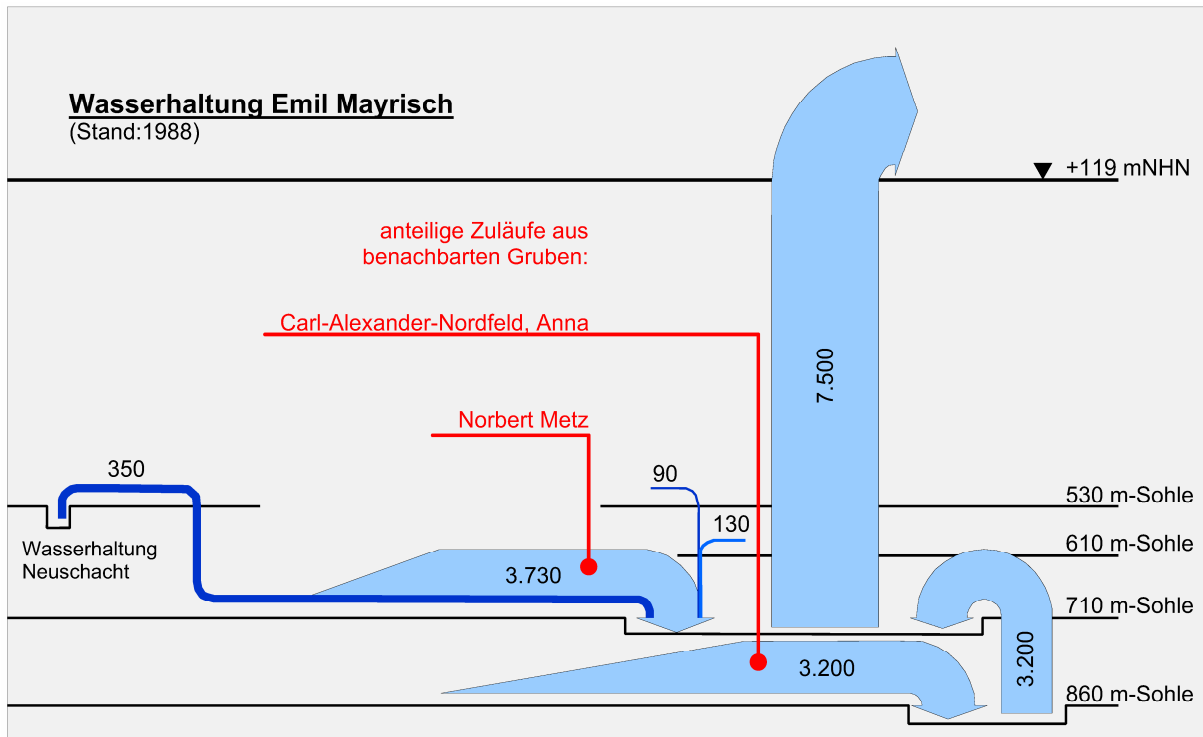 Wasserhaltung Emil Mayrisch
(Stand:1988)
+119 mNHN
anteilige Zuläufe aus
benachbarten Gruben:
Carl-Alexander-Nordfeld, Anna
7.500
Norbert Metz
350
90
530 m-Sohle
130
Wasserhaltung
Neuschacht
610 m-Sohle
3.730
710 m-Sohle
3.200
3.200
860 m-Sohle